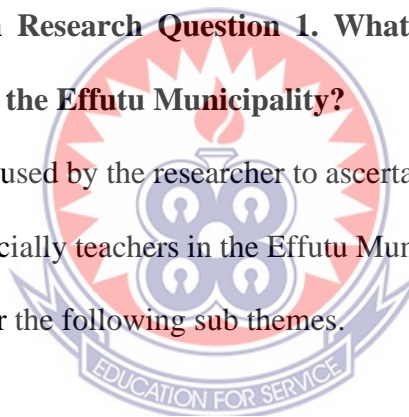 Research Question 1. What
the Effutu Municipality?
used by the researcher to ascerta
cially teachers in the Effutu Mun
r the following sub themes.
EDUCATION FOR SERVICE